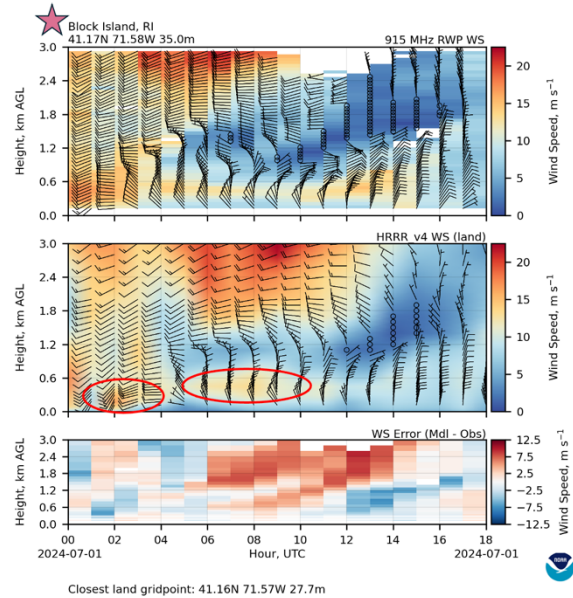 Block Island, RI
41.17N 71.58W 35.0m
915 MHz RWP WS
3.0
2.4
1.8
1.2
0.6
0.0
Height, km AGL
20
15
10
5
0
Wind Speed, m s⁻¹
HRRR_v4 WS (land)
3.0
2.4
1.8
1.2
0.6
0.0
Height, km AGL
20
15
10
5
0
Wind Speed, m s⁻¹
WS Error (Mdl - Obs)
3.0
2.4
1.8
1.2
0.6
0.0
Height, km AGL
12.5
7.5
2.5
−2.5
−7.5
−12.5
Wind Speed, m s⁻¹
00 02 04 06 08 10 12 14 16 18
2024-07-01 Hour, UTC 2024-07-01
NOAA
Closest land gridpoint: 41.16N 71.57W 27.7m